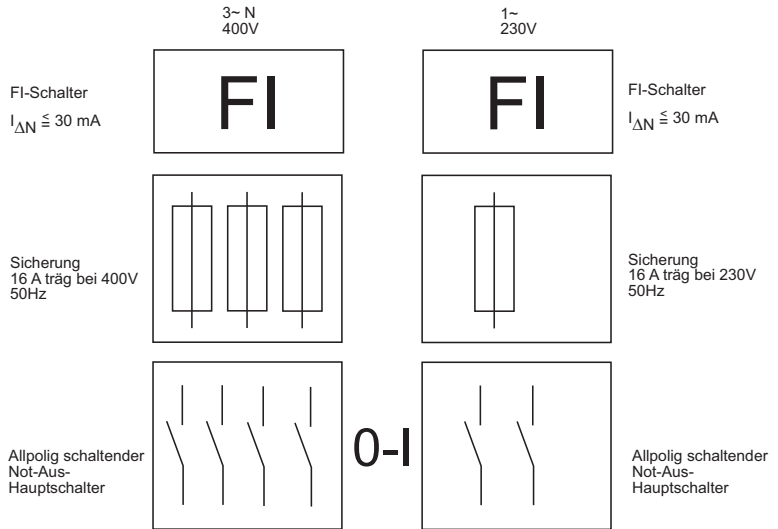 3~ N
400V
1~
230V
FI-Schalter
I∆N ≦ 30 mA
FI
FI
FI-Schalter
I∆N ≦ 30 mA
Sicherung
16 A träg bei 400V
50Hz
Sicherung
16 A träg bei 230V
50Hz
Allpolig schaltender
Not-Aus-
Hauptschalter
0-I
Allpolig schaltender
Not-Aus-
Hauptschalter